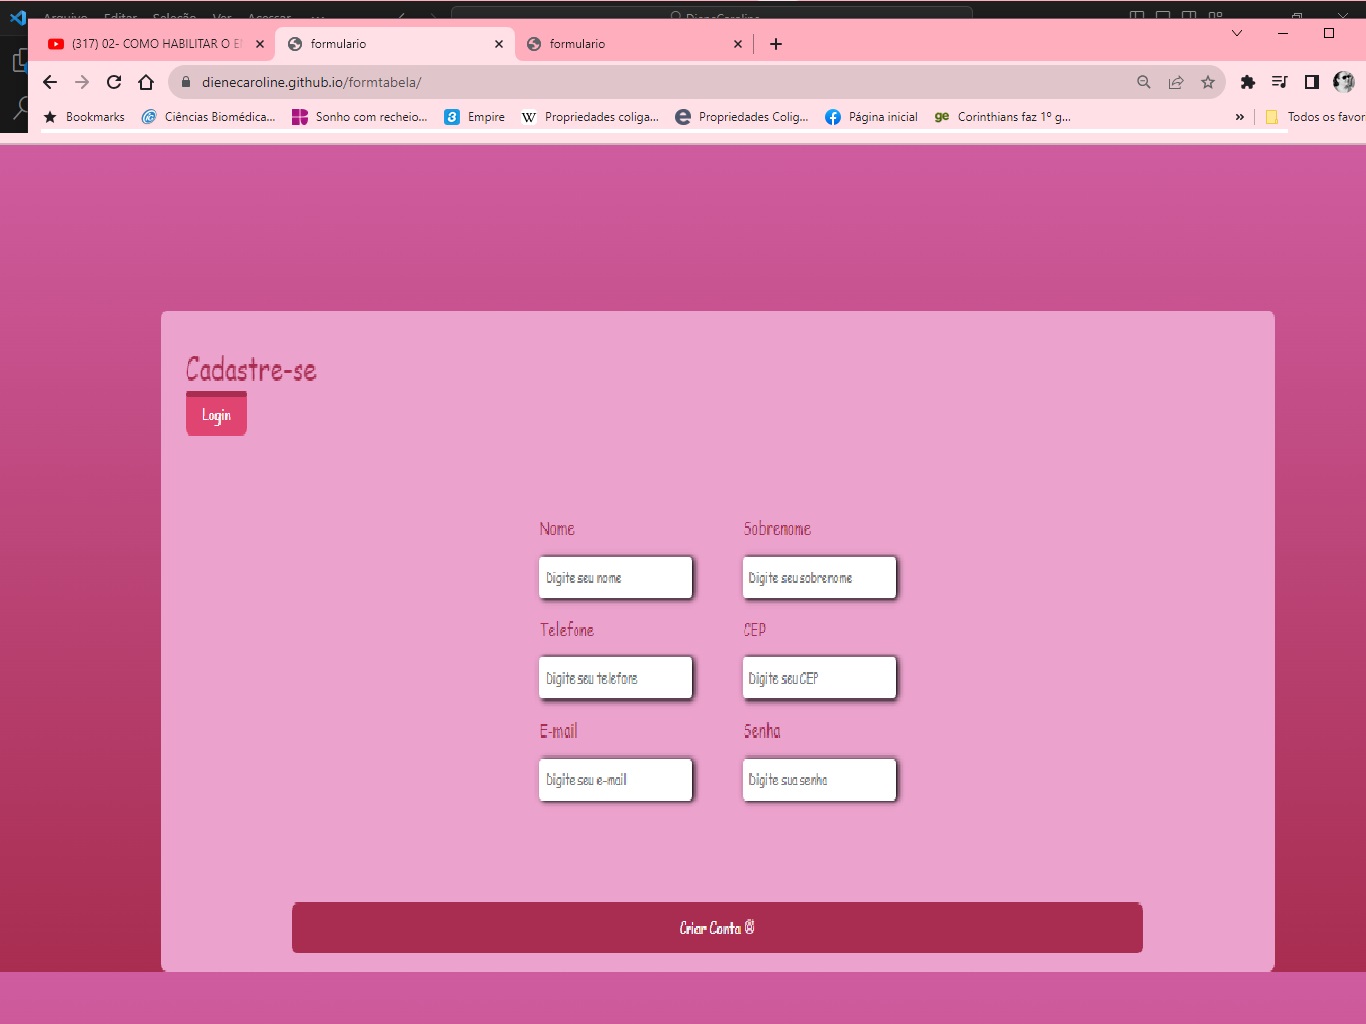 Arquivo Editar Seleção Ver Acessar ... DieneCaroline
(317) 02- COMO HABILITAR O E
formulario
formulario
dienecaroline.github.io/formtabela/
Bookmarks
Ciências Biomédica...
Sonho com recheio...
Empire
Propriedades coliga...
Propriedades Colig...
Página inicial
Corinthians faz 1º g...
»
Todos os favor
Cadastre-se
Login
Nome Sobrenome
Digite seu nome Digite seu sobrenome
Telefone CEP
Digite seu telefone Digite seu CEP
E-mail Senha
Digite seu e-mail Digite sua senha
Criar Conta ®